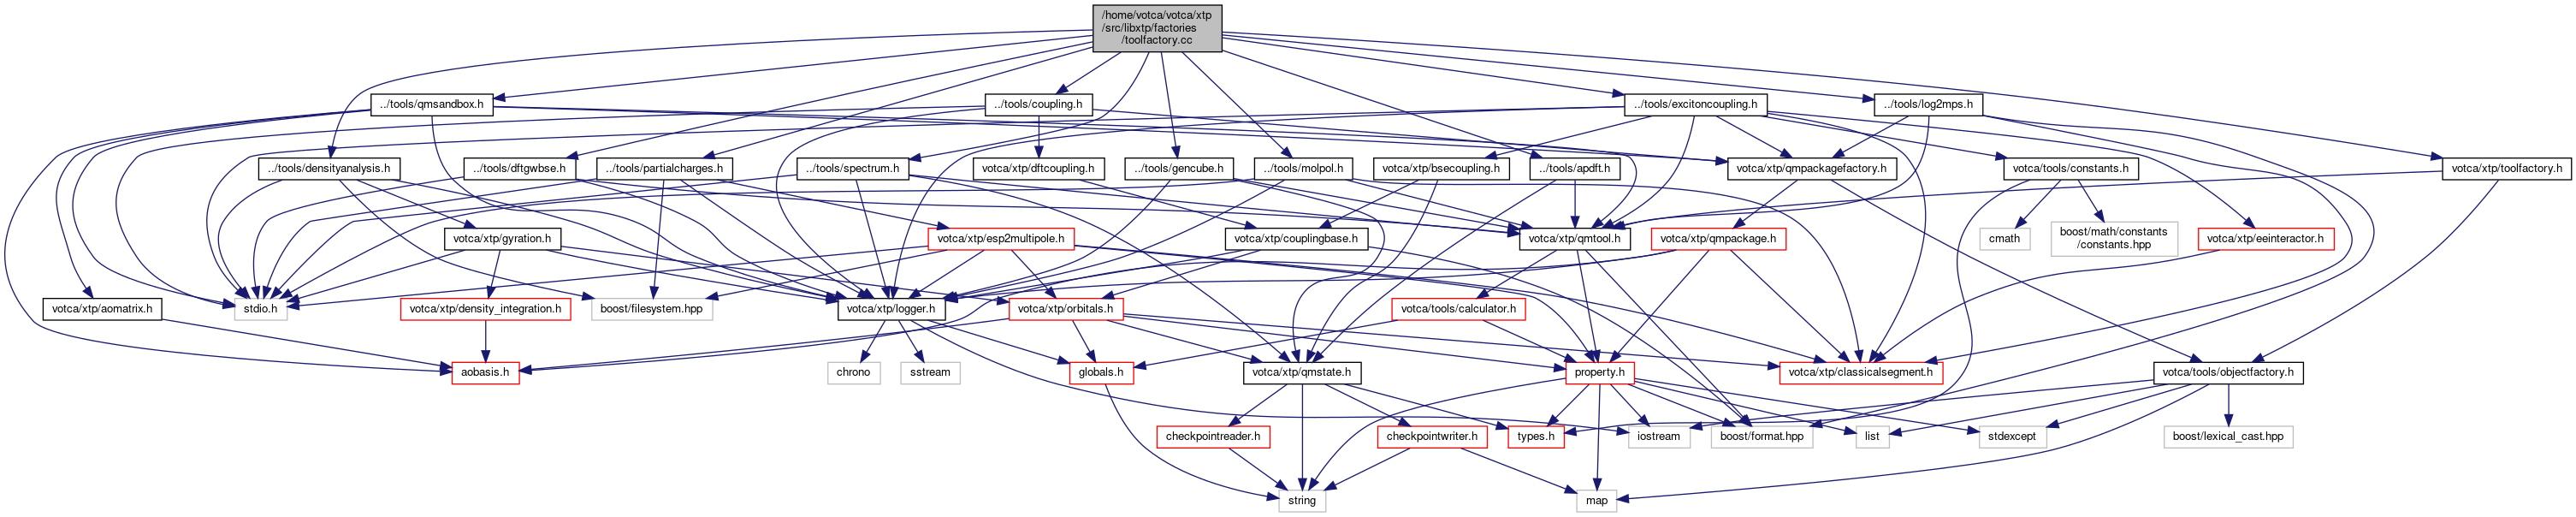 /home/votca/votca/xtp
/src/libxtp/factories
/toolfactory.cc
../tools/qmsandbox.h
../tools/coupling.h
../tools/excitoncoupling.h
../tools/log2mps.h
../tools/densityanalysis.h
../tools/dftgwbse.h
../tools/partialcharges.h
../tools/spectrum.h
votca/xtp/dftcoupling.h
../tools/gencube.h
../tools/molpol.h
votca/xtp/bsecoupling.h
../tools/apdft.h
votca/xtp/qmpackagefactory.h
votca/tools/constants.h
votca/xtp/toolfactory.h
votca/xtp/gyration.h
votca/xtp/esp2multipole.h
votca/xtp/couplingbase.h
votca/xtp/qmtool.h
votca/xtp/qmpackage.h
cmath
boost/math/constants
/constants.hpp
votca/xtp/eeinteractor.h
votca/xtp/aomatrix.h
stdio.h
votca/xtp/density_integration.h
boost/filesystem.hpp
votca/xtp/logger.h
votca/xtp/orbitals.h
votca/tools/calculator.h
aobasis.h
chrono
sstream
globals.h
votca/xtp/qmstate.h
property.h
votca/xtp/classicalsegment.h
votca/tools/objectfactory.h
checkpointreader.h
checkpointwriter.h
types.h
iostream
boost/format.hpp
list
stdexcept
boost/lexical_cast.hpp
string
map